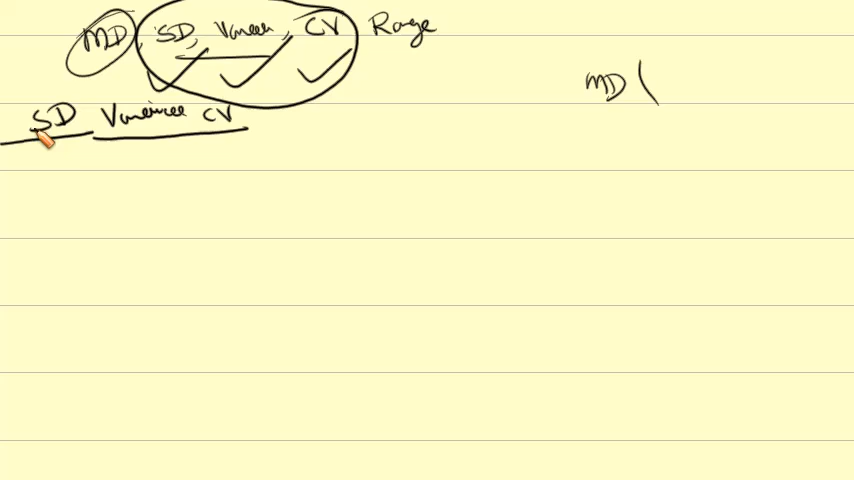 MD, SD, Variance, CV Range
MD (
SD Variance CV